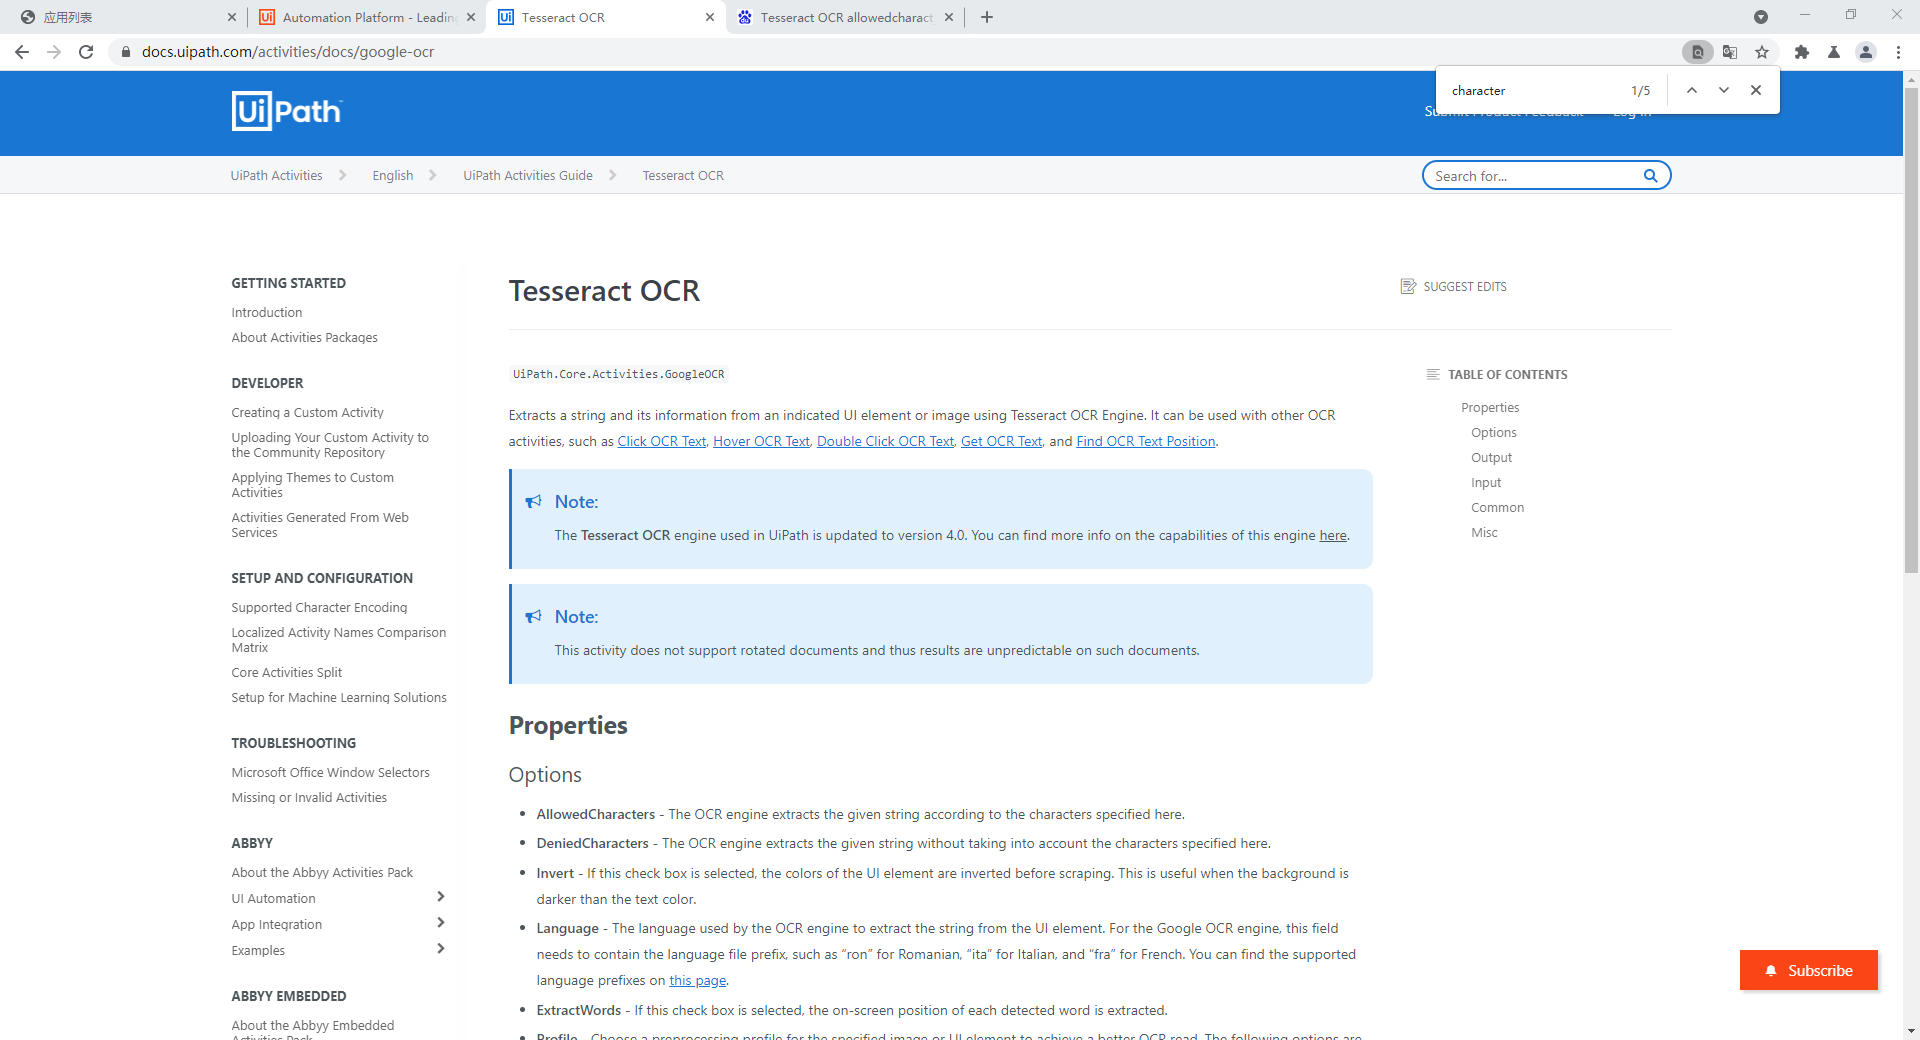 应用列表
Automation Platform - Leading
Tesseract OCR
Tesseract OCR allowedcharact
docs.uipath.com/activities/docs/google-ocr
character
1/5
UiPath
Submit Product Feedback
Log In
UiPath Activities
English
UiPath Activities Guide
Tesseract OCR
Search for...
GETTING STARTED
Introduction
About Activities Packages
DEVELOPER
Creating a Custom Activity
Uploading Your Custom Activity to
the Community Repository
Applying Themes to Custom
Activities
Activities Generated From Web
Services
SETUP AND CONFIGURATION
Supported Character Encoding
Localized Activity Names Comparison
Matrix
Core Activities Split
Setup for Machine Learning Solutions
TROUBLESHOOTING
Microsoft Office Window Selectors
Missing or Invalid Activities
ABBYY
About the Abbyy Activities Pack
UI Automation
App Integration
Examples
ABBYY EMBEDDED
About the Abbyy Embedded
Activities Pack
Tesseract OCR
SUGGEST EDITS
UiPath.Core.Activities.GoogleOCR
Extracts a string and its information from an indicated UI element or image using Tesseract OCR Engine. It can be used with other OCR
activities, such as Click OCR Text, Hover OCR Text, Double Click OCR Text, Get OCR Text, and Find OCR Text Position.
Note:
The Tesseract OCR engine used in UiPath is updated to version 4.0. You can find more info on the capabilities of this engine here.
Note:
This activity does not support rotated documents and thus results are unpredictable on such documents.
Properties
Options
AllowedCharacters - The OCR engine extracts the given string according to the characters specified here.
DeniedCharacters - The OCR engine extracts the given string without taking into account the characters specified here.
Invert - If this check box is selected, the colors of the UI element are inverted before scraping. This is useful when the background is
darker than the text color.
Language - The language used by the OCR engine to extract the string from the UI element. For the Google OCR engine, this field
needs to contain the language file prefix, such as “ron” for Romanian, “ita” for Italian, and “fra” for French. You can find the supported
language prefixes on this page.
ExtractWords - If this check box is selected, the on-screen position of each detected word is extracted.
Profile - Choose a preprocessing profile for the specified image or UI element to achieve a better OCR read. The following options are
TABLE OF CONTENTS
Properties
Options
Output
Input
Common
Misc
Subscribe